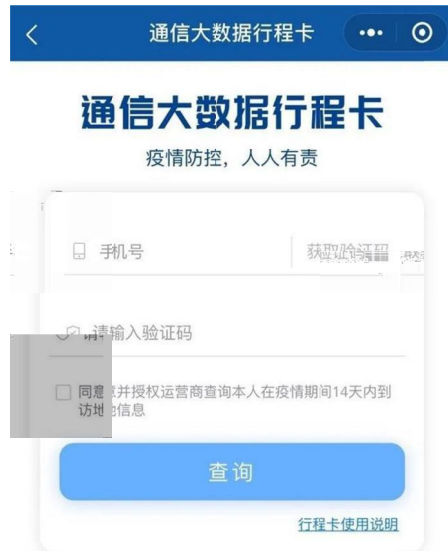 通信大数据行程卡
通信大数据行程卡
疫情防控，人人有责
手机号
获取验证码
请输入验证码
同意并授权运营商查询本人在疫情期间14天内到
访地信息
查询
行程卡使用说明